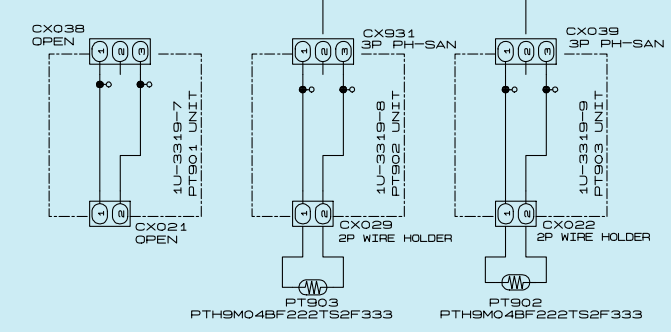 CX038
OPEN
1 2 3
1U-3319-7
PT901 UNIT
1 2
CX021
OPEN
CX931
3P PH-SAN
1 2 3
1U-3319-8
PT902 UNIT
1 2
CX029
2P WIRE HOLDER
PT903
PTH9M04BF222TS2F333
CX039
3P PH-SAN
1 2 3
1U-3319-9
PT903 UNIT
1 2
CX022
2P WIRE HOLDER
PT902
PTH9M04BF222TS2F333